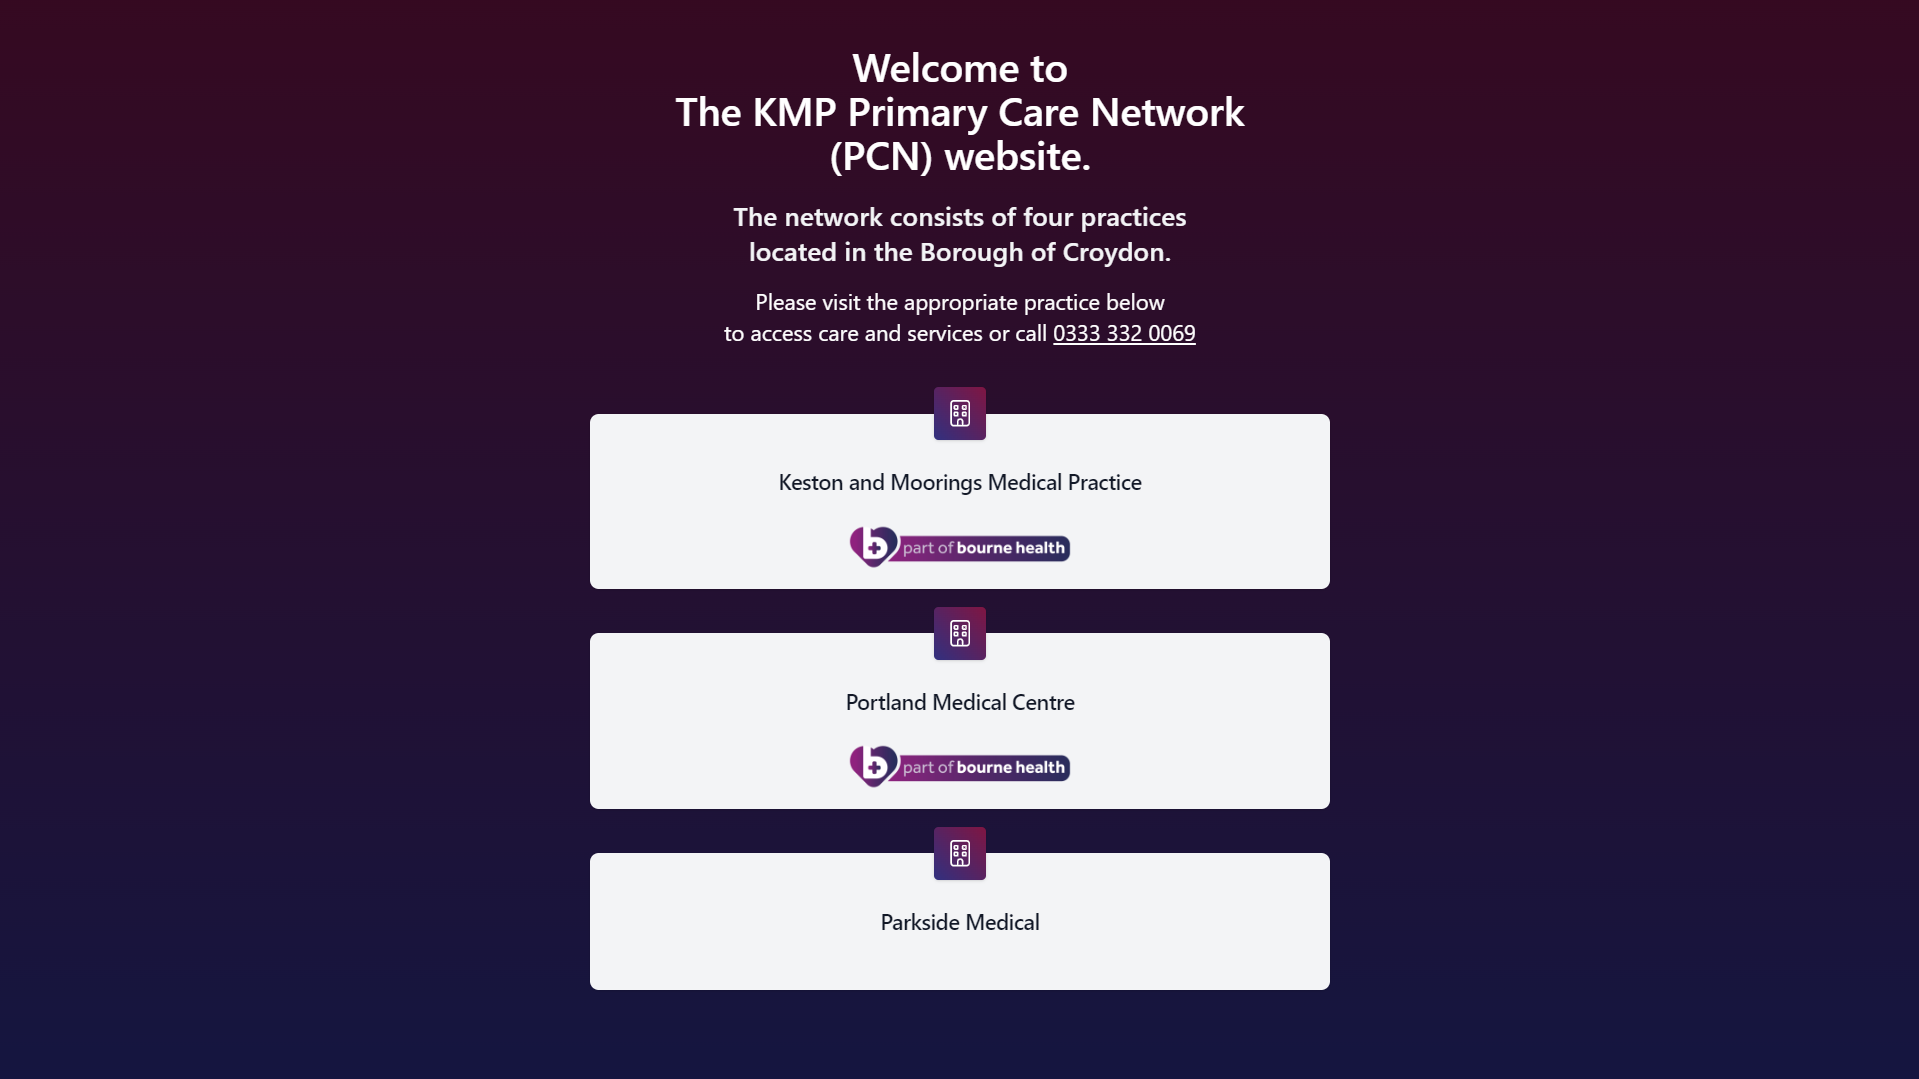 Welcome to
The KMP Primary Care Network
(PCN) website.
The network consists of four practices
located in the Borough of Croydon.
Please visit the appropriate practice below
to access care and services or call 0333 332 0069
Keston and Moorings Medical Practice
b part of bourne health
Portland Medical Centre
b part of bourne health
Parkside Medical